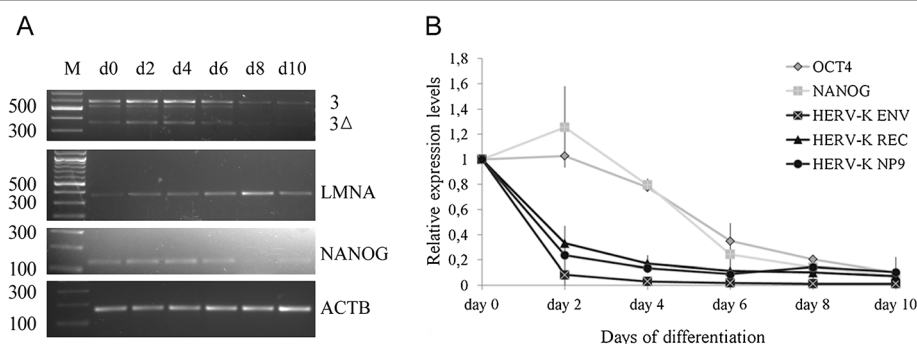 A
M d0 d2 d4 d6 d8 d10
500
300
3
3△
500
300
LMNA
300
100
NANOG
300
100
ACTB
B
Relative expression levels
1,8
1,6
1,4
1,2
1
0,8
0,6
0,4
0,2
0
day 0 day 2 day 4 day 6 day 8 day 10
Days of differentiation
OCT4
NANOG
HERV-K ENV
HERV-K REC
HERV-K NP9